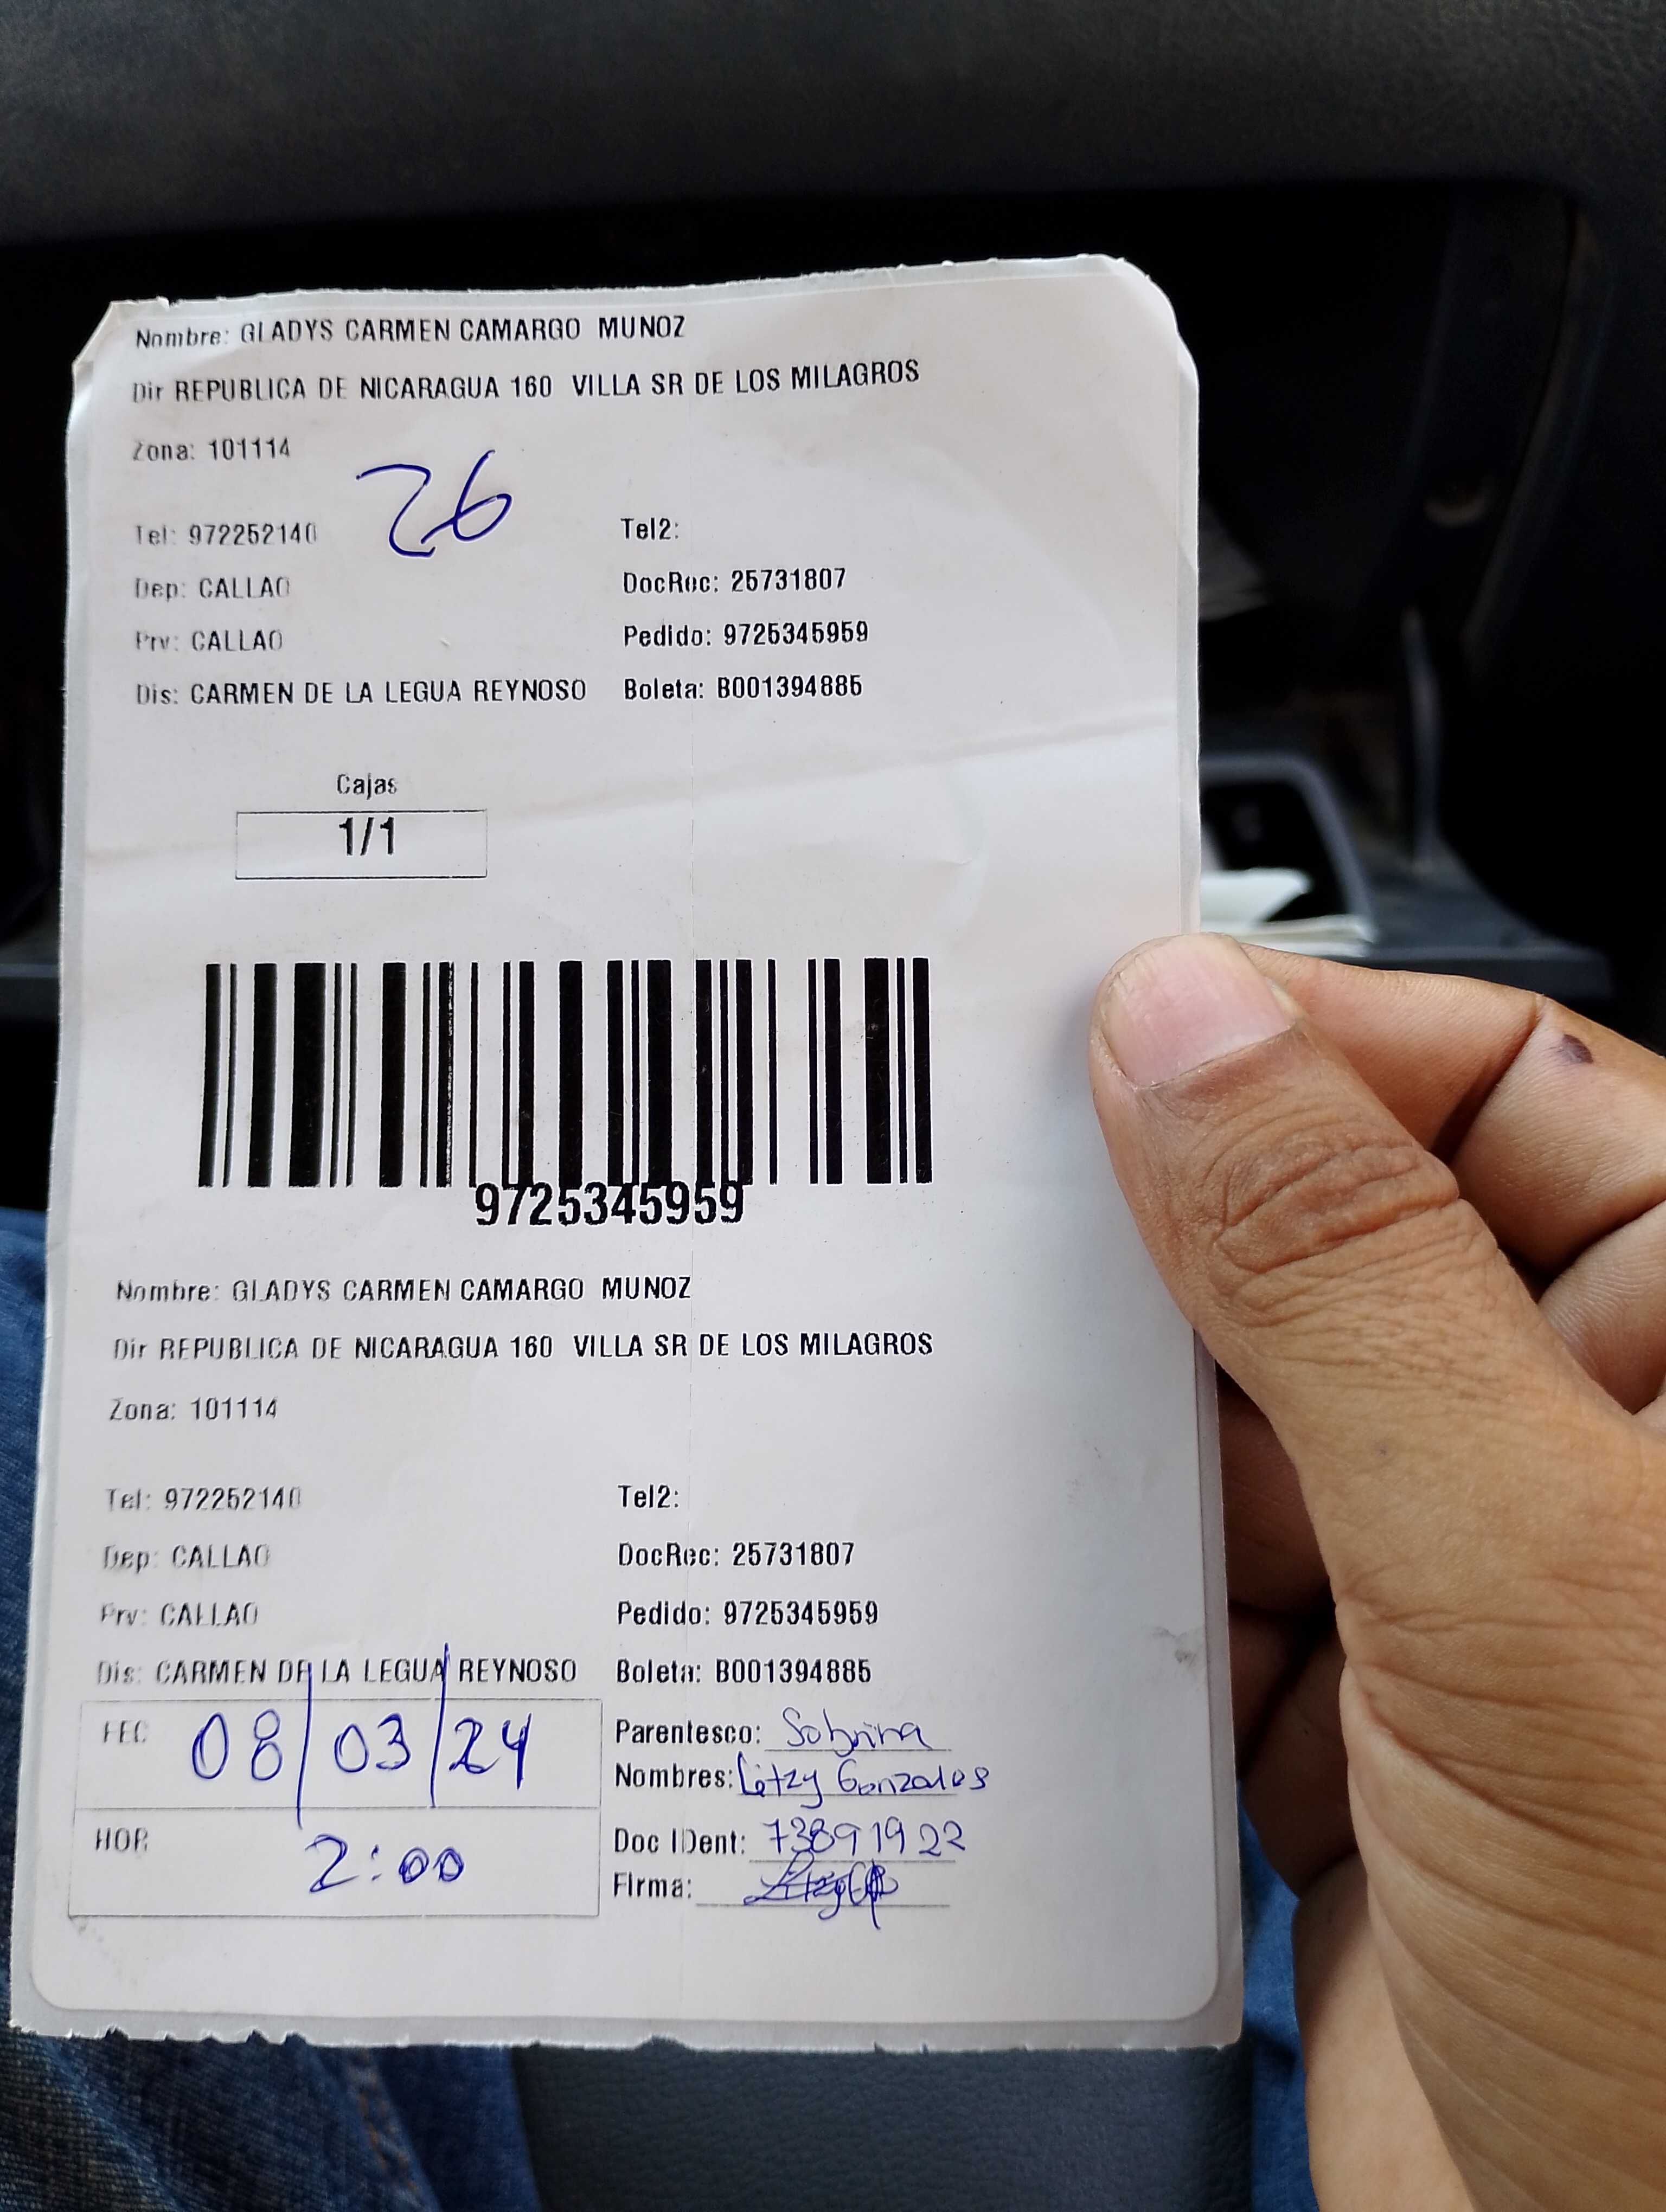 Nombre: GLADYS CARMEN CAMARGO MUNOZ
Dir REPUBLICA DE NICARAGUA 160 VILLA SR DE LOS MILAGROS
Zona: 101114
26
Tel: 972252140 Tel2:
Dep: CALLAO DocRec: 25731807
Prv: CALLAO Pedido: 9725345959
Dis: CARMEN DE LA LEGUA REYNOSO Boleta: B001394885
Cajas
1/1
9725345959
Nombre: GLADYS CARMEN CAMARGO MUNOZ
Dir REPUBLICA DE NICARAGUA 160 VILLA SR DE LOS MILAGROS
Zona: 101114
Tel: 972252140 Tel2:
Dep: CALLAO DocRec: 25731807
Prv: CALLAO Pedido: 9725345959
Dis: CARMEN DE LA LEGUA REYNOSO Boleta: B001394885
FEC 08/03/24 Parentesco: Sobrina
Nombres: Litzy Gonzales
HOR 2:00 Doc IDent: 73891922
Firma: